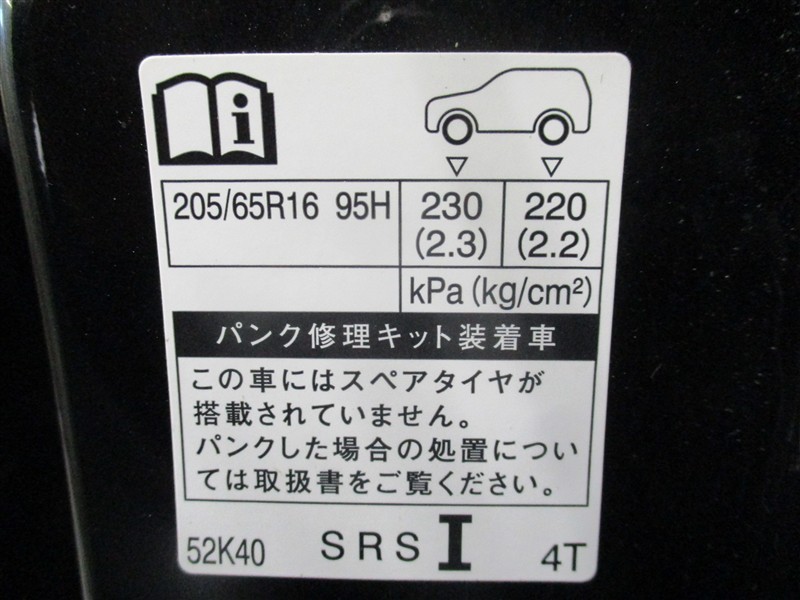 i
205/65R16 95H 230 220
(2.3) (2.2)
kPa (kg/cm²)
パンク修理キット装着車
この車にはスペアタイヤが
搭載されていません。
パンクした場合の処置につい
ては取扱書をご覧ください。
52K40 SRS I 4T